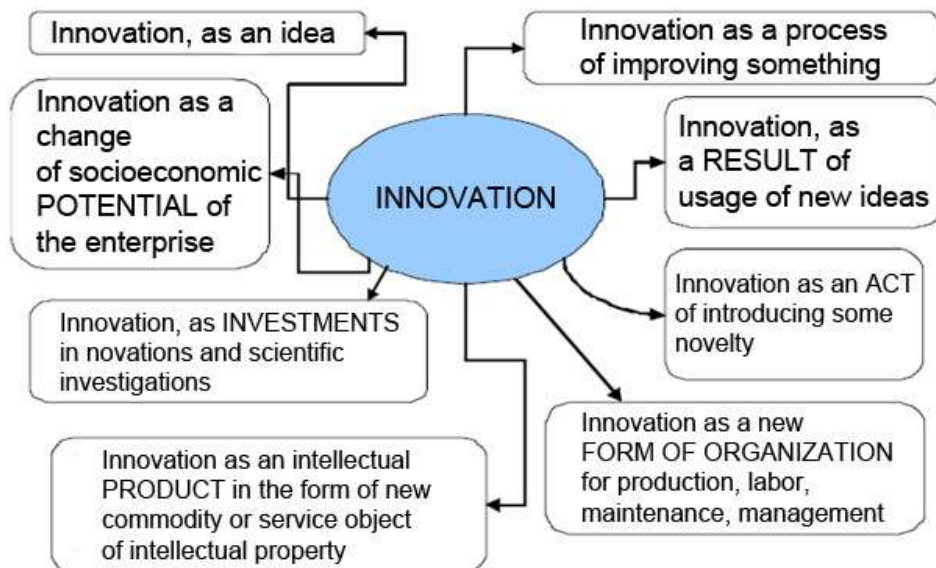 Innovation, as an idea
Innovation as a process
of improving something
Innovation as a
change
of socioeconomic
POTENTIAL of
the enterprise
INNOVATION
Innovation, as
a RESULT of
usage of new ideas
Innovation as an ACT
of introducing some
novelty
Innovation, as INVESTMENTS
in novations and scientific
investigations
Innovation as a new
FORM OF ORGANIZATION
for production, labor,
maintenance, management
Innovation as an intellectual
PRODUCT in the form of new
commodity or service object
of intellectual property